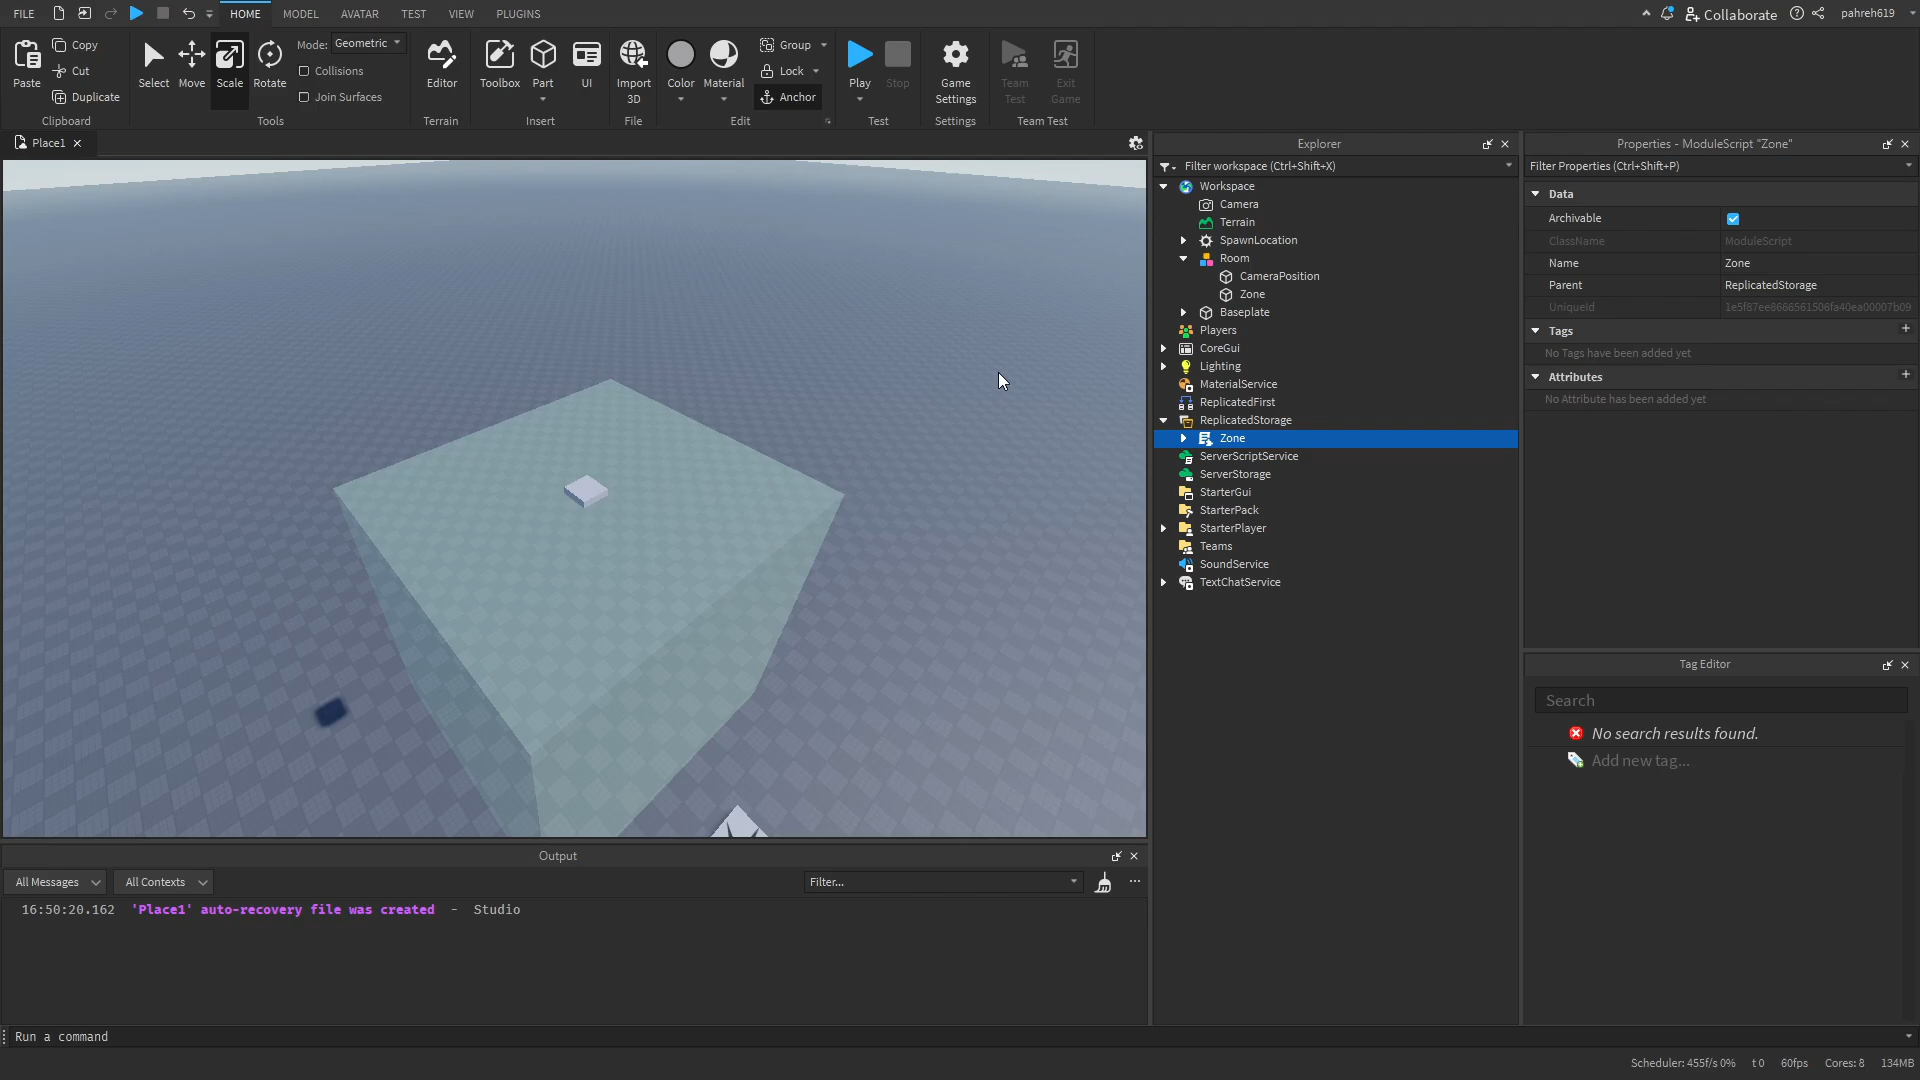 FILE HOME MODEL AVATAR TEST VIEW PLUGINS Collaborate pahreh619
Paste Copy Cut Duplicate Clipboard
Select Move Scale Rotate Mode: Geometric Collisions Join Surfaces Tools
Editor Terrain
Toolbox Part UI Insert
Import 3D File
Color Material Group Lock Anchor Edit
Play Stop Test
Game Settings Settings
Team Test Exit Game Team Test
Place1
Explorer
Filter workspace (Ctrl+Shift+X)
Workspace
Camera
Terrain
SpawnLocation
Room
CameraPosition
Zone
Baseplate
Players
CoreGui
Lighting
MaterialService
ReplicatedFirst
ReplicatedStorage
Zone
ServerScriptService
ServerStorage
StarterGui
StarterPack
StarterPlayer
Teams
SoundService
TextChatService
Properties - ModuleScript "Zone"
Filter Properties (Ctrl+Shift+P)
Data
Archivable
ClassName ModuleScript
Name Zone
Parent ReplicatedStorage
UniqueId
Tags
No Tags have been added yet
Attributes
No Attribute has been added yet
Tag Editor
Search
No search results found.
Add new tag...
Output
All Messages All Contexts Filter...
16:50:20.162 'Place1' auto-recovery file was created - Studio
Run a command
Scheduler: 455f/s 0% t 0 60fps Cores: 8 134MB